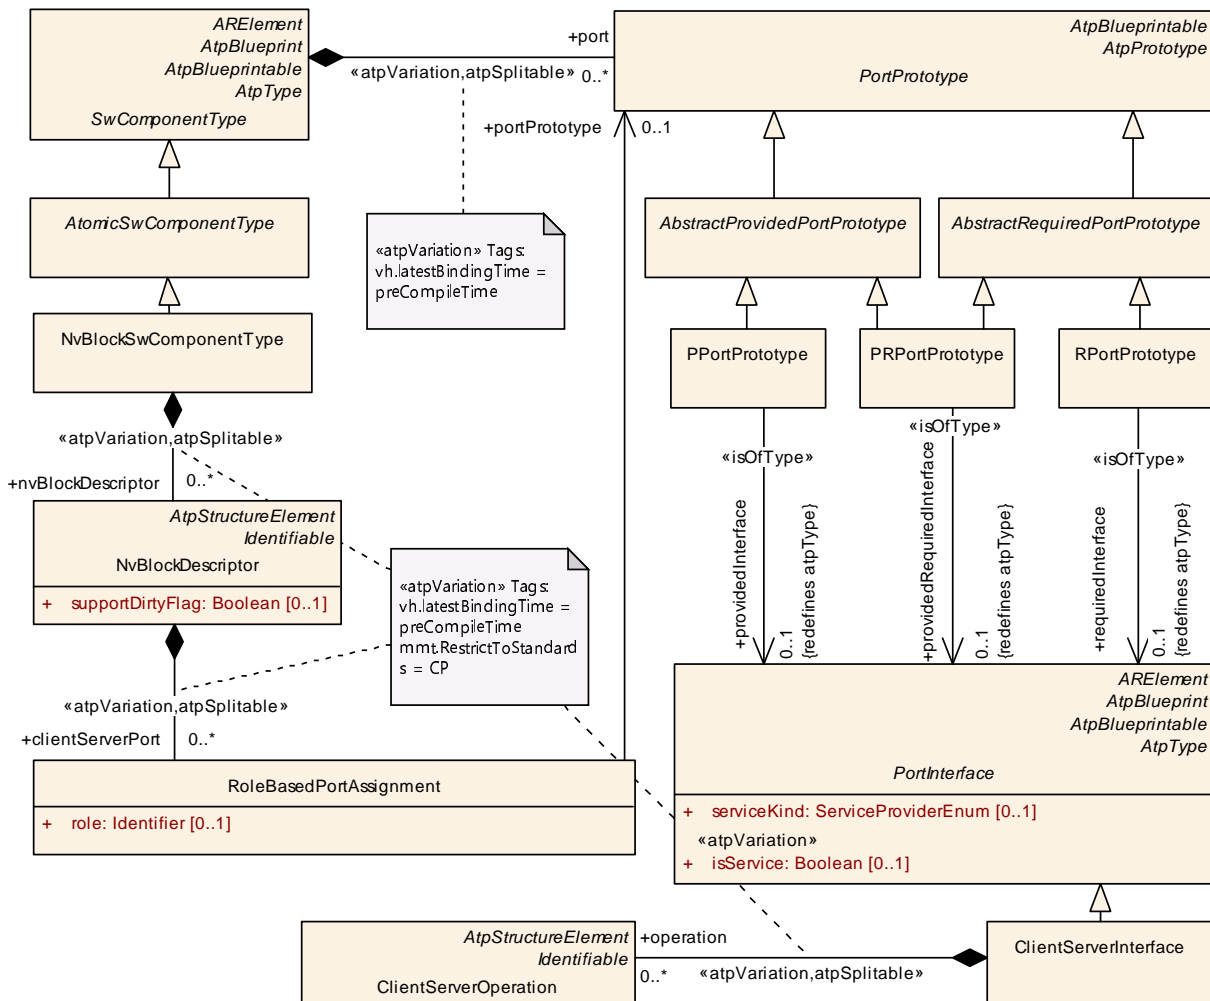 ARElement
AtpBlueprint
AtpBlueprintable
AtpType
SwComponentType
+port
«atpVariation,atpSplitable»
0..*
AtpBlueprintable
AtpPrototype
PortPrototype
+portPrototype
0..1
«atpVariation» Tags:
vh.latestBindingTime =
preCompileTime
AtomicSwComponentType
AbstractProvidedPortPrototype
AbstractRequiredPortPrototype
NvBlockSwComponentType
PPortPrototype
PRPortPrototype
RPortPrototype
«atpVariation,atpSplitable»
+nvBlockDescriptor
0..*
«isOfType»
«isOfType»
«isOfType»
+providedInterface
0..1
{redefines atpType}
+providedRequiredInterface
0..1
{redefines atpType}
+requiredInterface
0..1
{redefines atpType}
AtpStructureElement
Identifiable
NvBlockDescriptor
+ supportDirtyFlag: Boolean [0..1]
«atpVariation» Tags:
vh.latestBindingTime =
preCompileTime
mmt.RestrictToStandard
s = CP
«atpVariation,atpSplitable»
+clientServerPort
0..*
RoleBasedPortAssignment
+ role: Identifier [0..1]
ARElement
AtpBlueprint
AtpBlueprintable
AtpType
PortInterface
+ serviceKind: ServiceProviderEnum [0..1]
«atpVariation»
+ isService: Boolean [0..1]
AtpStructureElement
Identifiable
ClientServerOperation
+operation
0..*
«atpVariation,atpSplitable»
ClientServerInterface